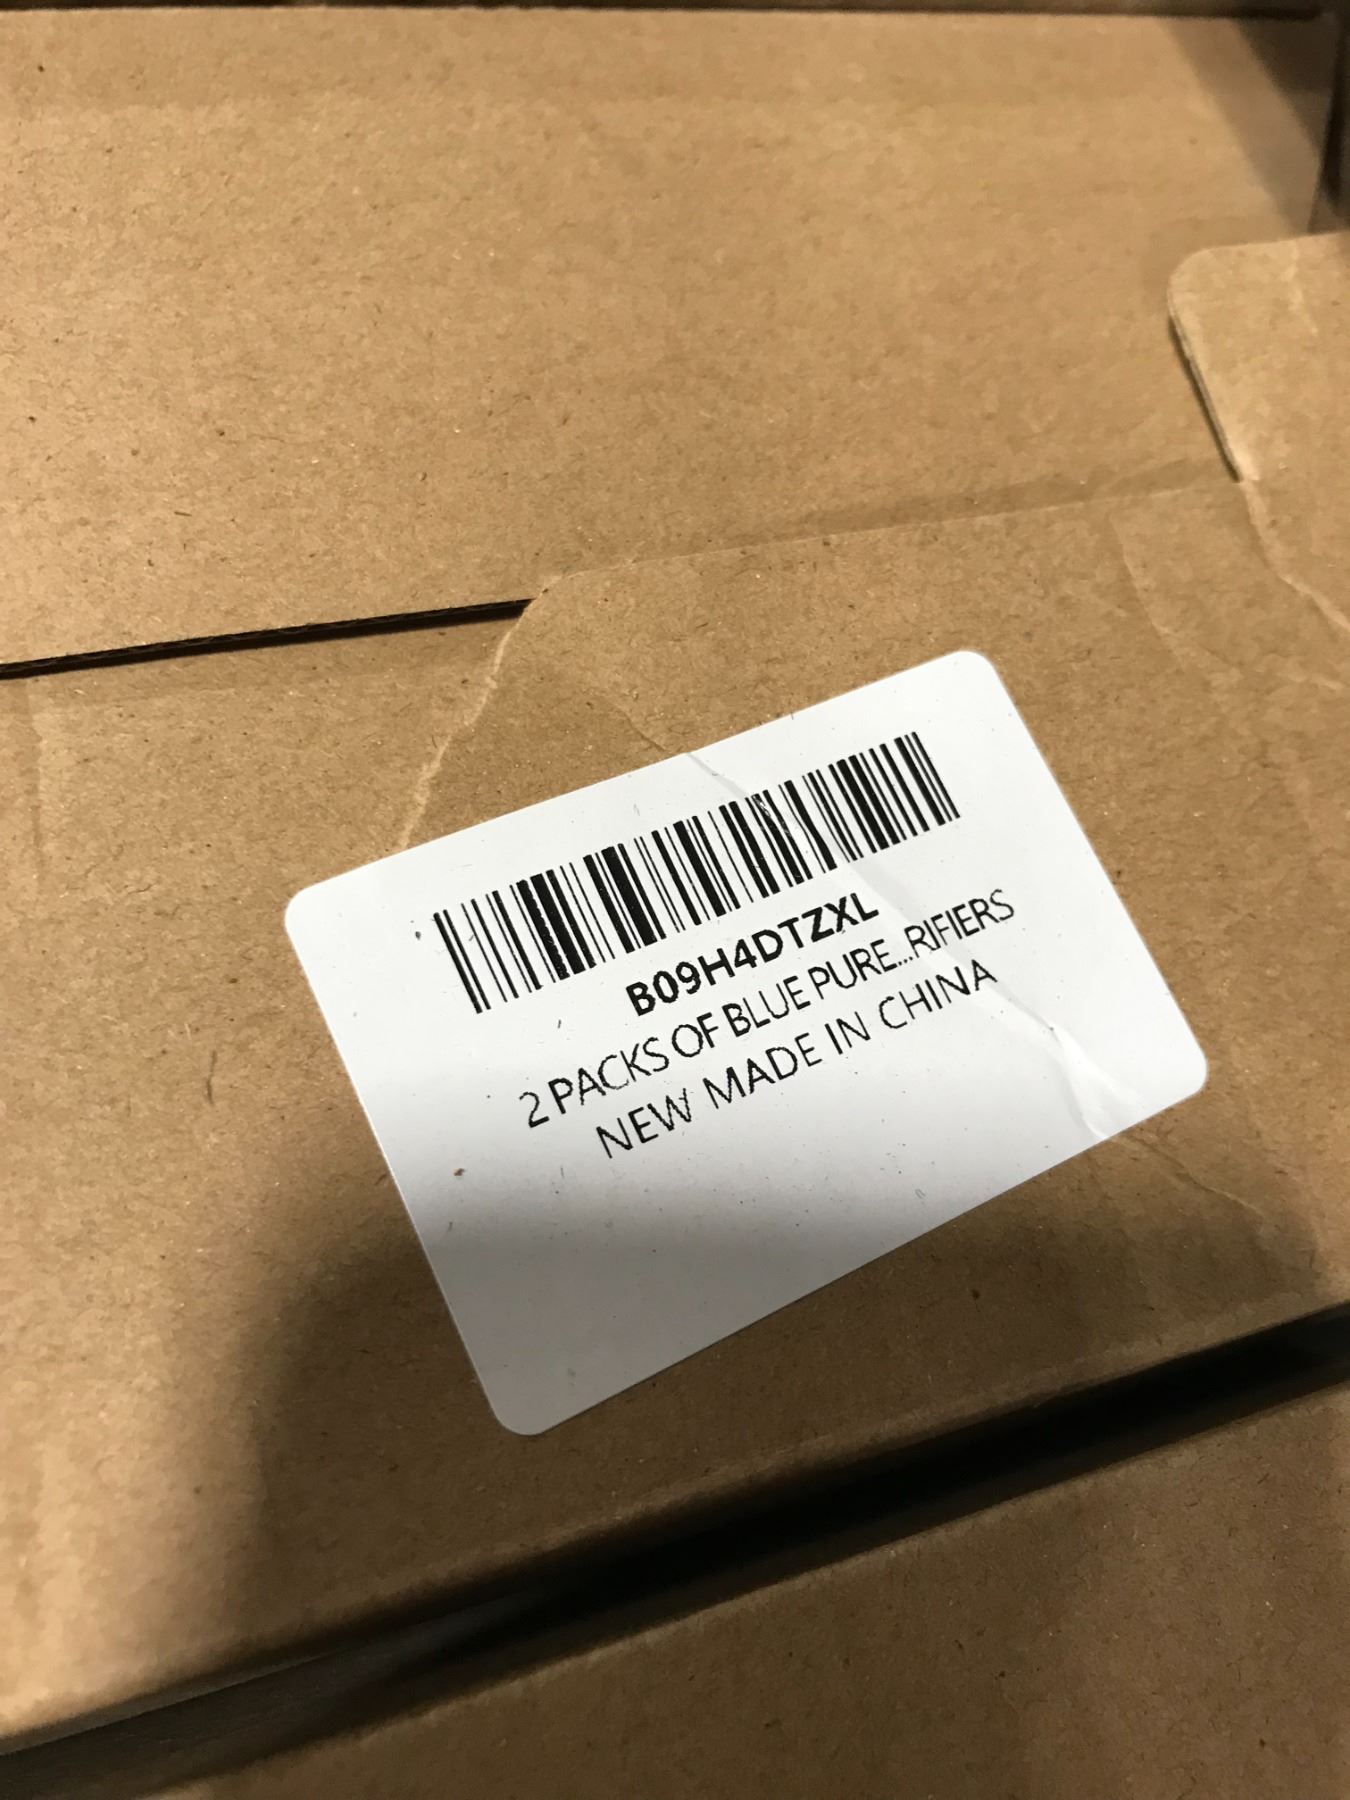 B09H4DTZXL
2 PACKS OF BLUE PURE...RIFIERS
NEW MADE IN CHINA